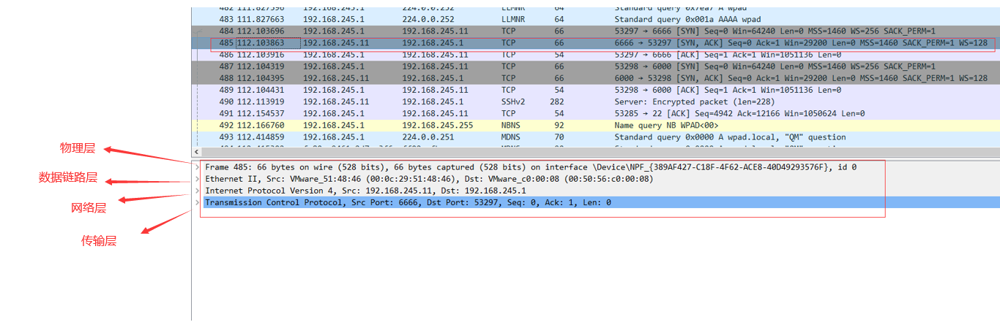 482 111.827596 192.168.245.1 224.0.0.252 LLMNR 64 Standard query 0x7ea7 A wpad
483 111.827663 192.168.245.1 224.0.0.252 LLMNR 64 Standard query 0x001a AAAA wpad
484 112.103696 192.168.245.1 192.168.245.11 TCP 66 53297 → 6666 [SYN] Seq=0 Win=64240 Len=0 MSS=1460 WS=256 SACK_PERM=1
485 112.103863 192.168.245.11 192.168.245.1 TCP 66 6666 → 53297 [SYN, ACK] Seq=0 Ack=1 Win=29200 Len=0 MSS=1460 SACK_PERM=1 WS=128
486 112.103916 192.168.245.1 192.168.245.11 TCP 54 53297 → 6666 [ACK] Seq=1 Ack=1 Win=1051136 Len=0
487 112.104319 192.168.245.1 192.168.245.11 TCP 66 53298 → 6000 [SYN] Seq=0 Win=64240 Len=0 MSS=1460 WS=256 SACK_PERM=1
488 112.104395 192.168.245.11 192.168.245.1 TCP 66 6000 → 53298 [SYN, ACK] Seq=0 Ack=1 Win=29200 Len=0 MSS=1460 SACK_PERM=1 WS=128
489 112.104431 192.168.245.1 192.168.245.11 TCP 54 53298 → 6000 [ACK] Seq=1 Ack=1 Win=1051136 Len=0
490 112.113919 192.168.245.11 192.168.245.1 SSHv2 282 Server: Encrypted packet (len=228)
491 112.154537 192.168.245.1 192.168.245.11 TCP 54 53285 → 22 [ACK] Seq=4942 Ack=12166 Win=1050624 Len=0
492 112.166760 192.168.245.1 192.168.245.255 NBNS 92 Name query NB WPAD<00>
493 112.414859 192.168.245.1 224.0.0.251 MDNS 70 Standard query 0x0000 A wpad.local, "QM" question
物理层
Frame 485: 66 bytes on wire (528 bits), 66 bytes captured (528 bits) on interface \Device\NPF_{389AF427-C18F-4F62-ACE8-40D49293576F}, id 0
数据链路层
Ethernet II, Src: VMware_51:48:46 (00:0c:29:51:48:46), Dst: VMware_c0:00:08 (00:50:56:c0:00:08)
网络层
Internet Protocol Version 4, Src: 192.168.245.11, Dst: 192.168.245.1
传输层
Transmission Control Protocol, Src Port: 6666, Dst Port: 53297, Seq: 0, Ack: 1, Len: 0